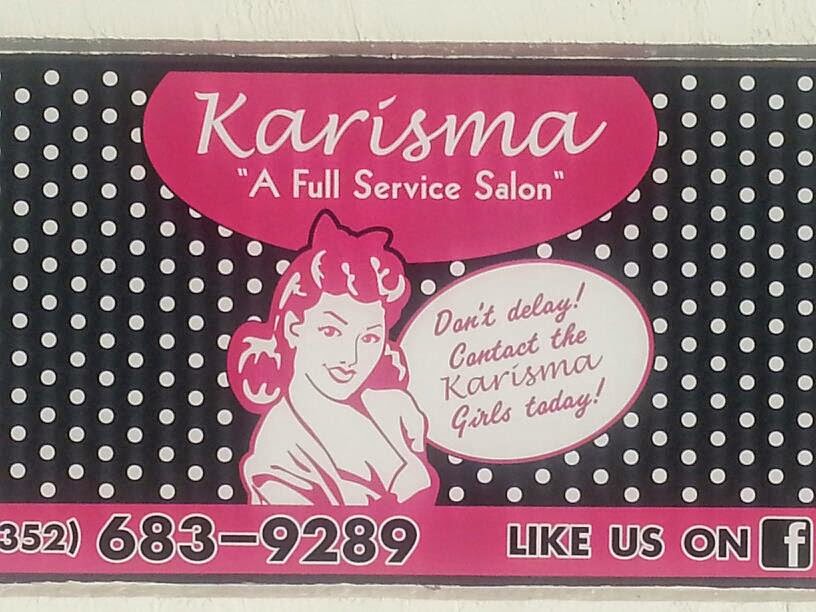 Karisma
"A Full Service Salon"
Don't delay!
Contact the
Karisma
Girls today!
352) 683-9289
LIKE US ON f